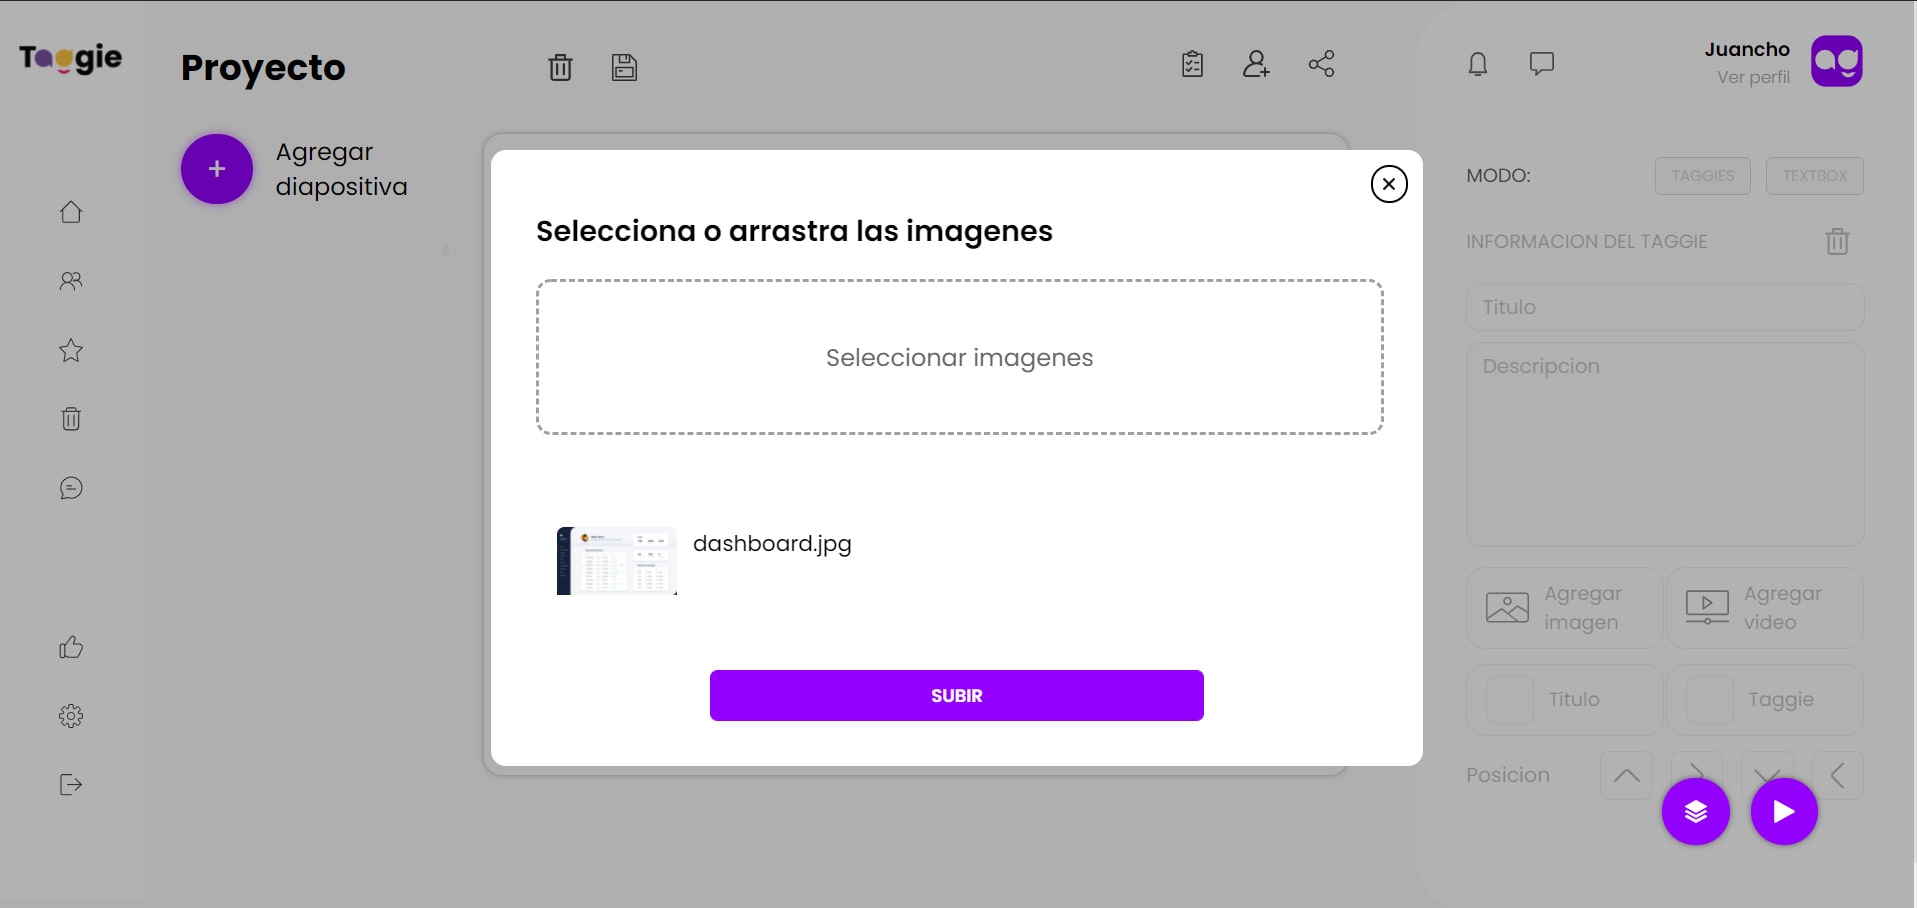 Taggie
Proyecto
Juancho
Ver perfil
Agregar
diapositiva
Selecciona o arrastra las imagenes
Seleccionar imagenes
dashboard.jpg
SUBIR
MODO:
TAGGIES
TEXTBOX
INFORMACION DEL TAGGIE
Titulo
Descripcion
Agregar
imagen
Agregar
video
Título
Taggie
Posicion